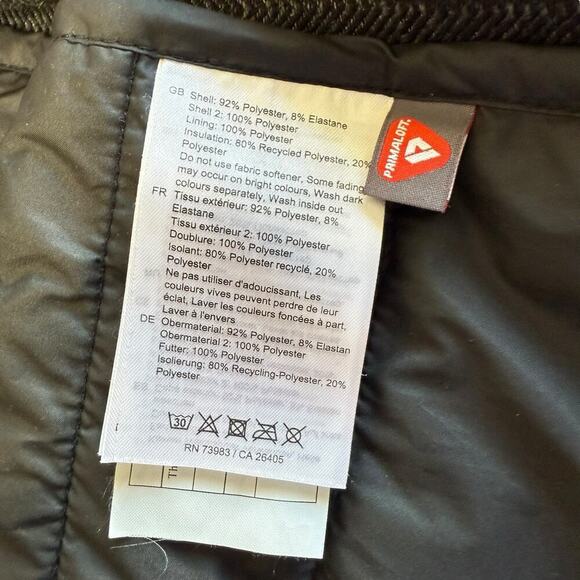 GB Shell: 92% Polyester, 8% Elastane
Shell 2: 100% Polyester
Lining: 100% Polyester
Insulation: 80% Recycled Polyester, 20%
Polyester
Do not use fabric softener, Some fading
may occur on bright colours, Wash dark
colours separately, Wash inside out
FR Tissu extérieur: 92% Polyester, 8%
Elastane
Tissu extérieur 2: 100% Polyester
Doublure: 100% Polyester
Isolant: 80% Polyester recyclé, 20%
Polyester
Ne pas utiliser d'adoucissant, Les
couleurs vives peuvent perdre de leur
éclat, Laver les couleurs foncées à part,
Laver à l'envers
DE Obermaterial: 92% Polyester, 8% Elastan
Obermaterial 2: 100% Polyester
Futter: 100% Polyester
Isolierung: 80% Recycling-Polyester, 20%
Polyester
30
RN 73983 / CA 26405
PRIMALOFT.